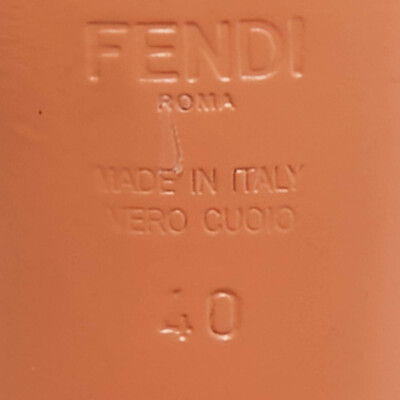 FENDI
ROMA
MADE IN ITALY
VERO CUOIO
40